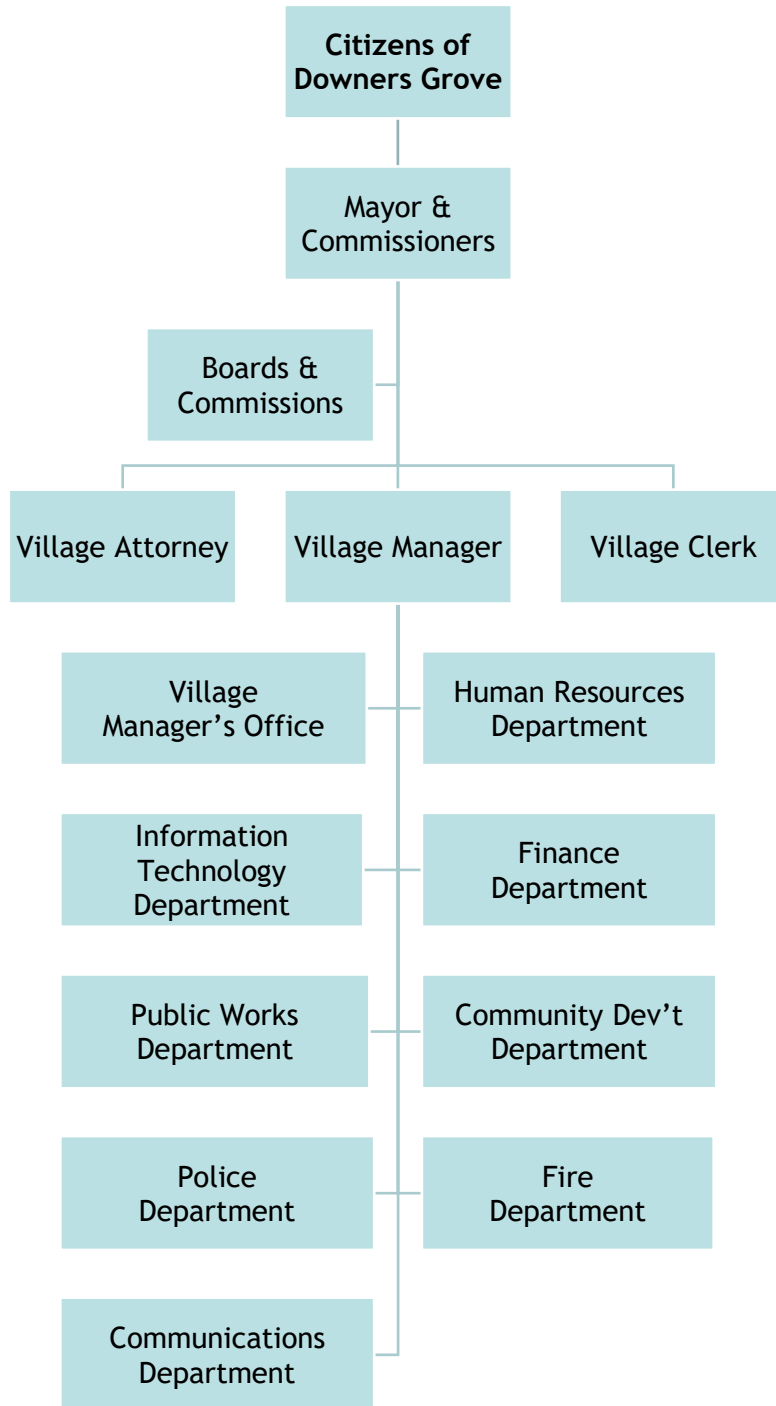 Citizens of
Downers Grove
Mayor &
Commissioners
Boards &
Commissions
Village Attorney
Village Manager
Village Clerk
Village
Manager’s Office
Human Resources
Department
Information
Technology
Department
Finance
Department
Public Works
Department
Community Dev’t
Department
Police
Department
Fire
Department
Communications
Department